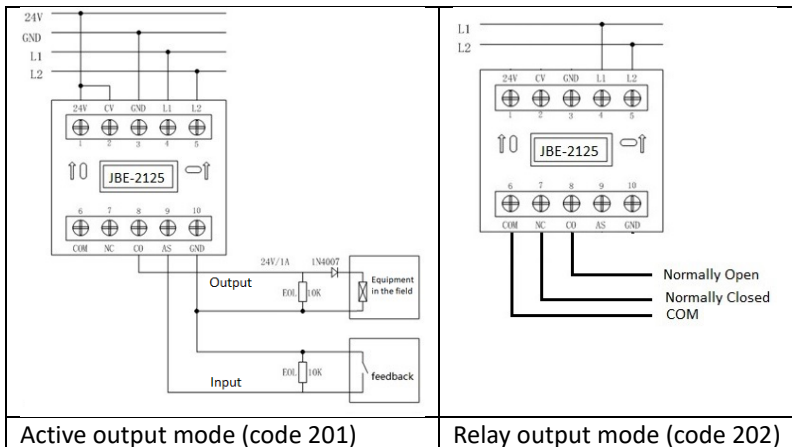 24V
GND
L1
L2
24V CV GND L1 L2
1 2 3 4 5
JBE-2125
6 7 8 9 10
COM NC CO AS GND
24V/1A 1N4007
Output
EOL 10K
Equipment
in the field
Input
EOL 10K
feedback
Active output mode (code 201)
L1
L2
24V CV GND L1 L2
1 2 3 4 5
JBE-2125
6 7 8 9 10
COM NC CO AS GND
Normally Open
Normally Closed
COM
Relay output mode (code 202)